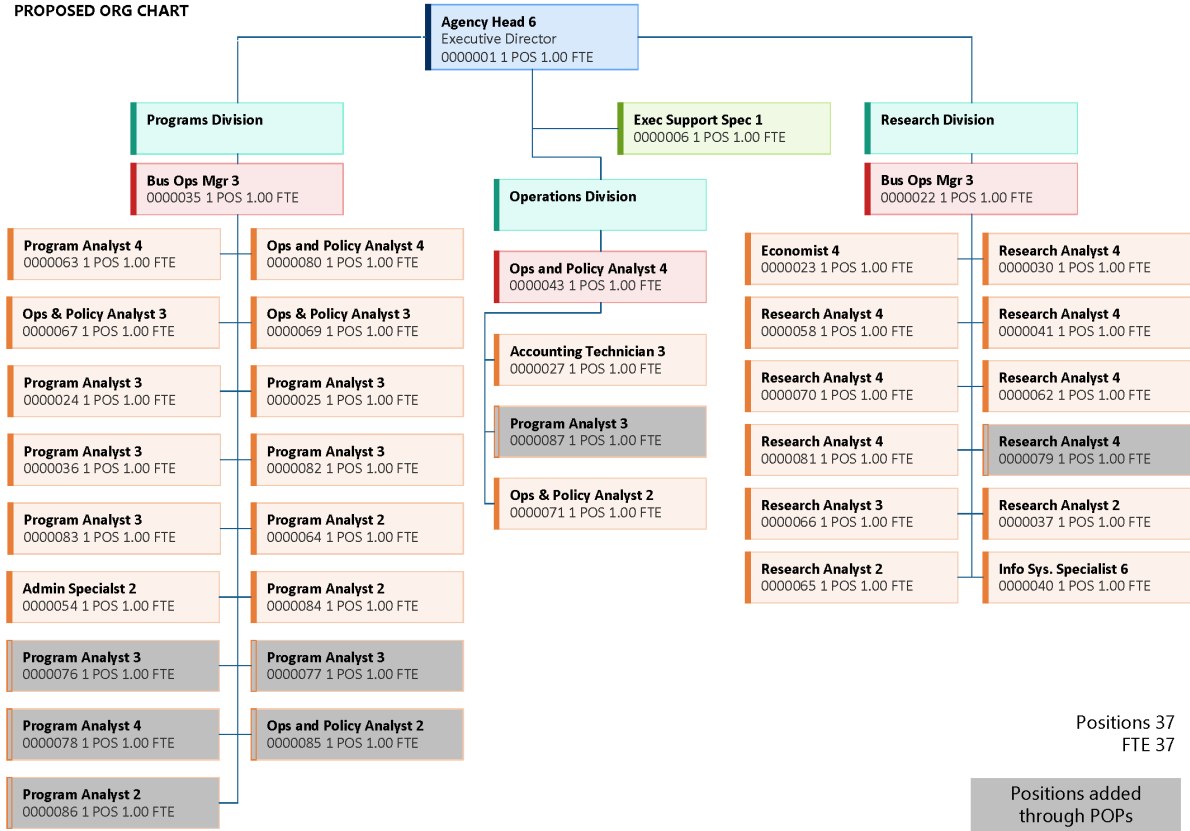 PROPOSED ORG CHART
Agency Head 6
Executive Director
0000001 1 POS 1.00 FTE
Programs Division
Bus Ops Mgr 3
0000035 1 POS 1.00 FTE
Program Analyst 4
0000063 1 POS 1.00 FTE
Ops and Policy Analyst 4
0000080 1 POS 1.00 FTE
Ops & Policy Analyst 3
0000067 1 POS 1.00 FTE
Ops & Policy Analyst 3
0000069 1 POS 1.00 FTE
Program Analyst 3
0000024 1 POS 1.00 FTE
Program Analyst 3
0000025 1 POS 1.00 FTE
Program Analyst 3
0000036 1 POS 1.00 FTE
Program Analyst 3
0000082 1 POS 1.00 FTE
Program Analyst 3
0000083 1 POS 1.00 FTE
Program Analyst 2
0000064 1 POS 1.00 FTE
Admin Specialst 2
0000054 1 POS 1.00 FTE
Program Analyst 2
0000084 1 POS 1.00 FTE
Program Analyst 3
0000076 1 POS 1.00 FTE
Program Analyst 3
0000077 1 POS 1.00 FTE
Program Analyst 4
0000078 1 POS 1.00 FTE
Ops and Policy Analyst 2
0000085 1 POS 1.00 FTE
Program Analyst 2
0000086 1 POS 1.00 FTE
Exec Support Spec 1
0000006 1 POS 1.00 FTE
Operations Division
Ops and Policy Analyst 4
0000043 1 POS 1.00 FTE
Accounting Technician 3
0000027 1 POS 1.00 FTE
Program Analyst 3
0000087 1 POS 1.00 FTE
Ops & Policy Analyst 2
0000071 1 POS 1.00 FTE
Research Division
Bus Ops Mgr 3
0000022 1 POS 1.00 FTE
Economist 4
0000023 1 POS 1.00 FTE
Research Analyst 4
0000030 1 POS 1.00 FTE
Research Analyst 4
0000058 1 POS 1.00 FTE
Research Analyst 4
0000041 1 POS 1.00 FTE
Research Analyst 4
0000070 1 POS 1.00 FTE
Research Analyst 4
0000062 1 POS 1.00 FTE
Research Analyst 4
0000081 1 POS 1.00 FTE
Research Analyst 4
0000079 1 POS 1.00 FTE
Research Analyst 3
0000066 1 POS 1.00 FTE
Research Analyst 2
0000037 1 POS 1.00 FTE
Research Analyst 2
0000065 1 POS 1.00 FTE
Info Sys. Specialist 6
0000040 1 POS 1.00 FTE
Positions 37
FTE 37
Positions added
through POPs